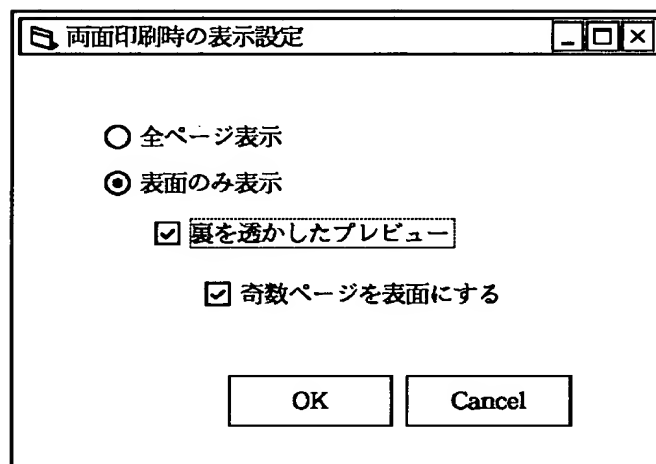 両面印刷時の表示設定
全ページ表示
表面のみ表示
裏を透かしたプレビュー
奇数ページを表面にする
OK Cancel